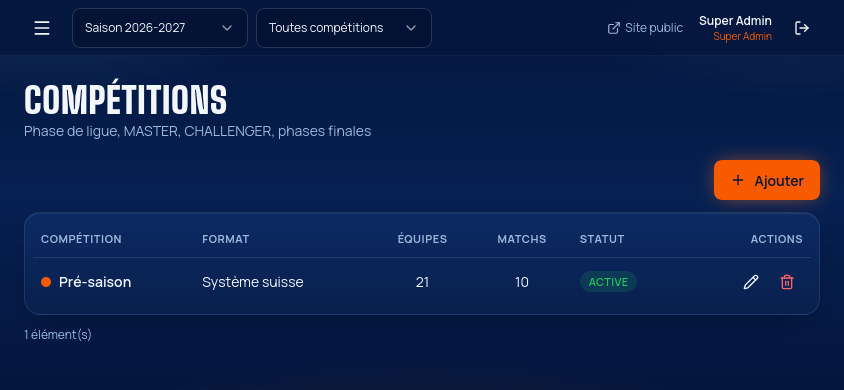 Saison 2026-2027
Toutes compétitions
Site public
Super Admin
Super Admin
COMPÉTITIONS
Phase de ligue, MASTER, CHALLENGER, phases finales
Ajouter
COMPÉTITION FORMAT ÉQUIPES MATCHS STATUT ACTIONS
Pré-saison Système suisse 21 10 ACTIVE
1 élément(s)